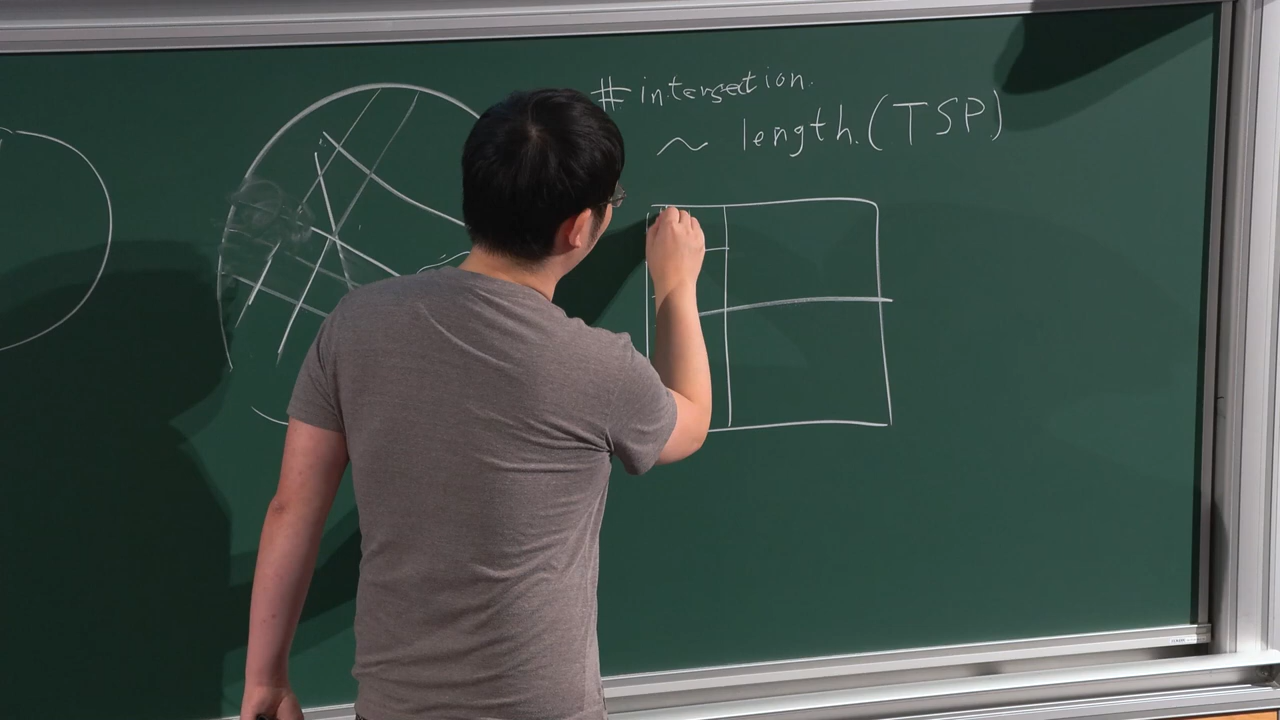 # intersection.
~ length.(TSP)